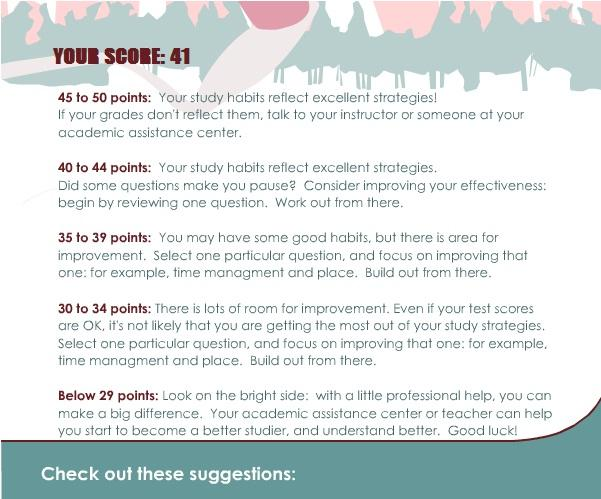 YOUR SCORE: 41
45 to 50 points: Your study habits reflect excellent strategies!
If your grades don't reflect them, talk to your instructor or someone at your
academic assistance center.
40 to 44 points: Your study habits reflect excellent strategies.
Did some questions make you pause? Consider improving your effectiveness:
begin by reviewing one question. Work out from there.
35 to 39 points: You may have some good habits, but there is area for
improvement. Select one particular question, and focus on improving that
one: for example, time managment and place. Build out from there.
30 to 34 points: There is lots of room for improvement. Even if your test scores
are OK, it's not likely that you are getting the most out of your study strategies.
Select one particular question, and focus on improving that one: for example,
time managment and place. Build out from there.
Below 29 points: Look on the bright side: with a little professional help, you can
make a big difference. Your academic assistance center or teacher can help
you start to become a better studier, and understand better. Good luck!
Check out these suggestions: